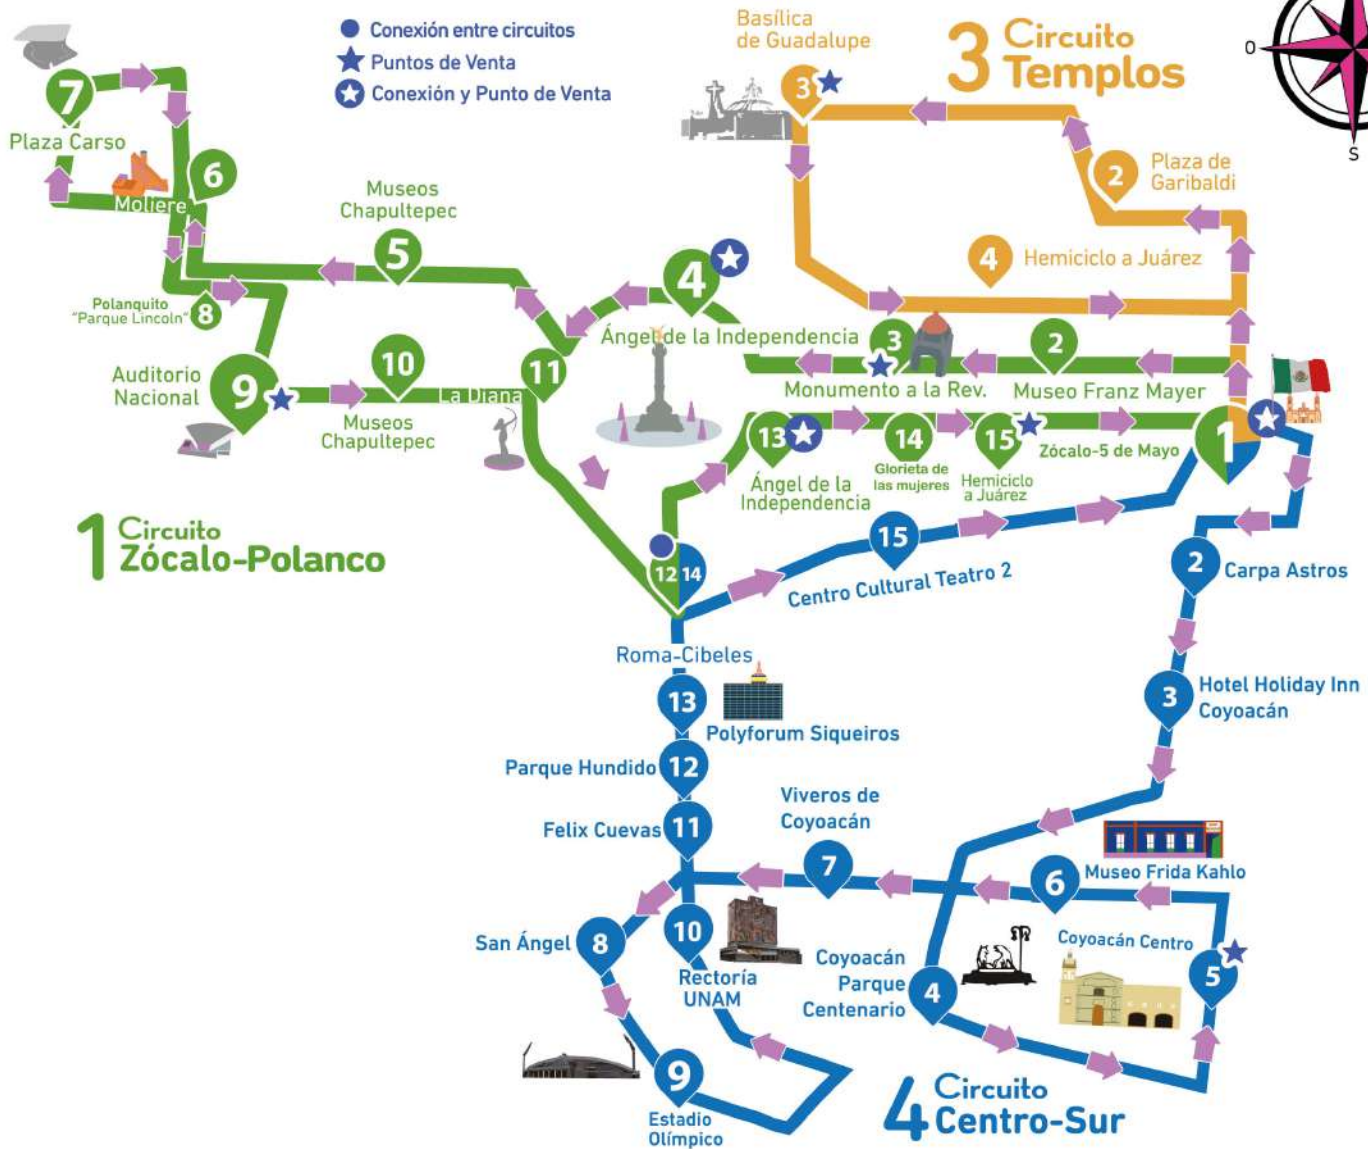 Conexión entre circuitos
Puntos de Venta
Conexión y Punto de Venta
Basílica
de Guadalupe
3 Circuito
Templos
O
S
7
Plaza Carso
6
Moliere
Museos
Chapultepec
5
4
Ángel de la Independencia
3
2
Plaza de
Garibaldi
4
Hemiciclo a Juárez
Polanquito
"Parque Lincoln"
8
3
Monumento a la Rev.
2
Museo Franz Mayer
Auditorio
Nacional
9
10
Museos
Chapultepec
La Diana
11
13
Ángel de la
Independencia
14
Glorieta de
las mujeres
15
Hemiciclo
a Juárez
Zócalo-5 de Mayo
1
1 Circuito
Zócalo-Polanco
12 14
Roma-Cibeles
15
Centro Cultural Teatro 2
2
Carpa Astros
3
Hotel Holiday Inn
Coyoacán
13
Polyforum Siqueiros
Parque Hundido
12
Felix Cuevas
11
Viveros de
Coyoacán
7
6
Museo Frida Kahlo
San Ángel
8
10
Rectoría
UNAM
Coyoacán
Parque
Centenario
4
Coyoacán Centro
5
9
Estadio
Olímpico
4 Circuito
Centro-Sur